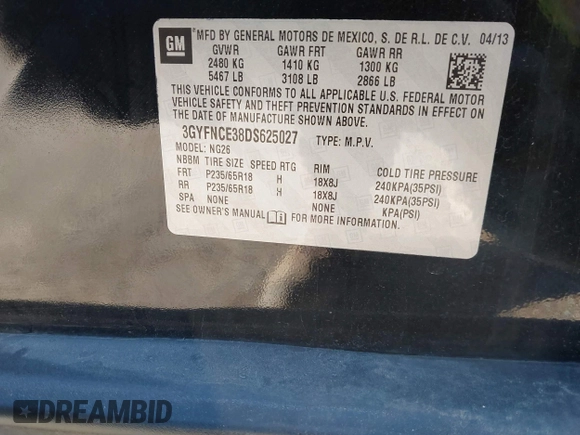 GM
MFD BY GENERAL MOTORS DE MEXICO, S. DE R.L. DE C.V. 04/13
GVWR GAWR FRT GAWR RR
2480 KG 1410 KG 1300 KG
5467 LB 3108 LB 2866 LB
THIS VEHICLE CONFORMS TO ALL APPLICABLE U.S. FEDERAL MOTOR
VEHICLE SAFETY AND THEFT PREVENTION STANDARDS IN EFFECT ON
THE DATE OF MANUFACTURE SHOWN ABOVE.
3GYFNCE38DS625027 TYPE: M.P.V.
MODEL: NG26
NBBM TIRE SIZE SPEED RTG RIM COLD TIRE PRESSURE
FRT P235/65R18 H 18X8J 240KPA(35PSI)
RR P235/65R18 H 18X8J 240KPA(35PSI)
SPA NONE NONE KPA(PSI)
SEE OWNER'S MANUAL FOR MORE INFORMATION.
DREAMBID